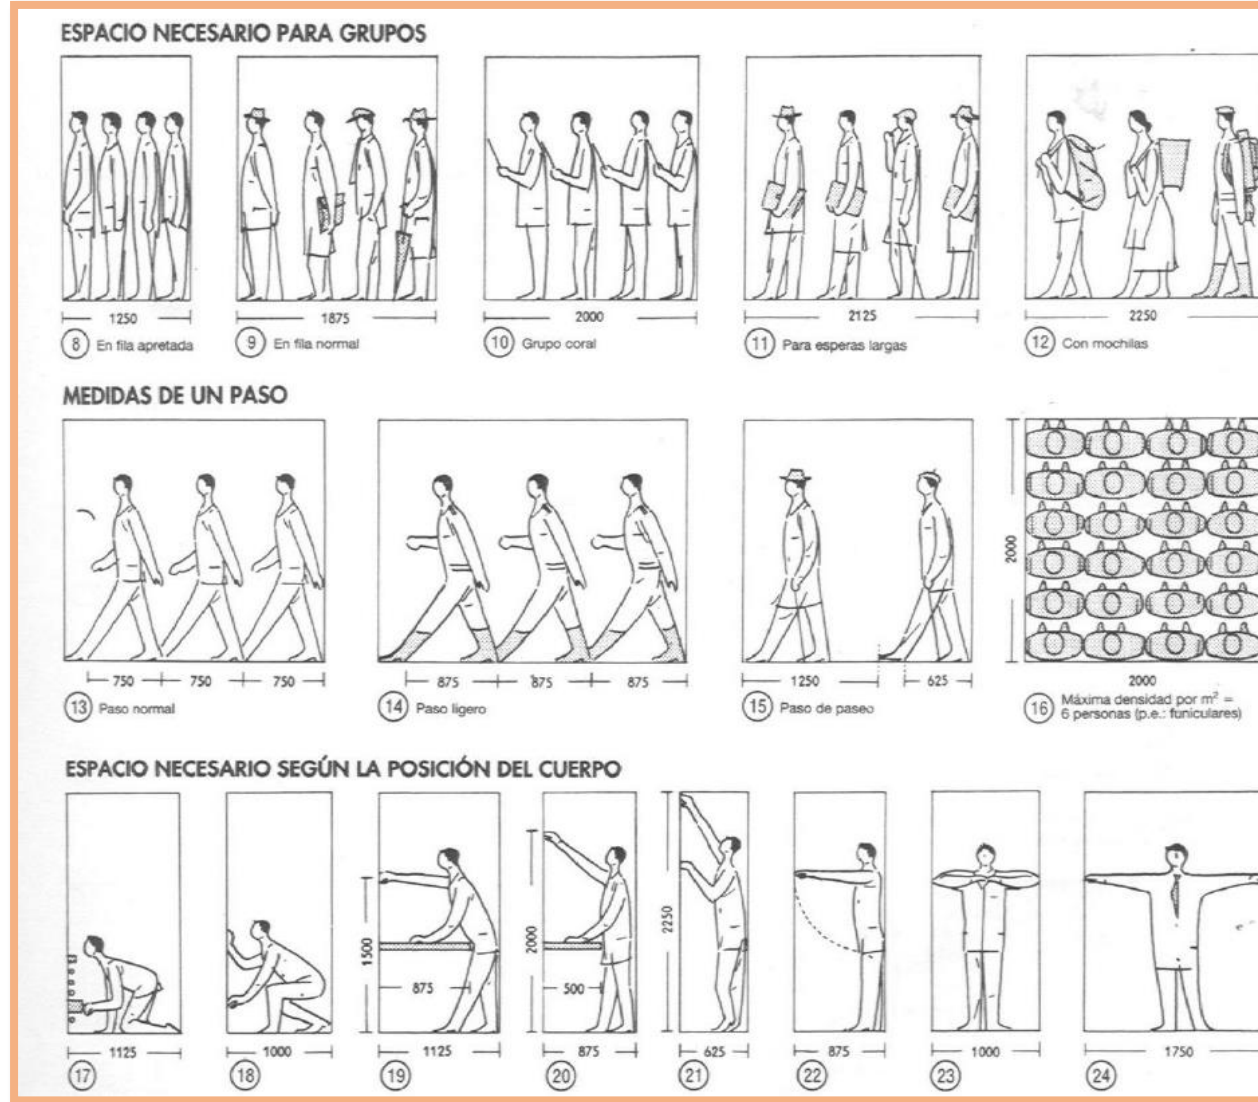 ESPACIO NECESARIO PARA GRUPOS
1250
1875
2000
2125
2250
8 En fila apretada
9 En fila normal
10 Grupo coral
11 Para esperas largas
12 Con mochilas
MEDIDAS DE UN PASO
2000
750 750 750
875 875 875
1250 625
2000
13 Paso normal
14 Paso ligero
15 Paso de paseo
16 Máxima densidad por m² =
6 personas (p.e.: funiculares)
ESPACIO NECESARIO SEGÚN LA POSICIÓN DEL CUERPO
1500
875
2000
500
2250
1125
1000
1125
875
625
875
1000
1750
17
18
19
20
21
22
23
24